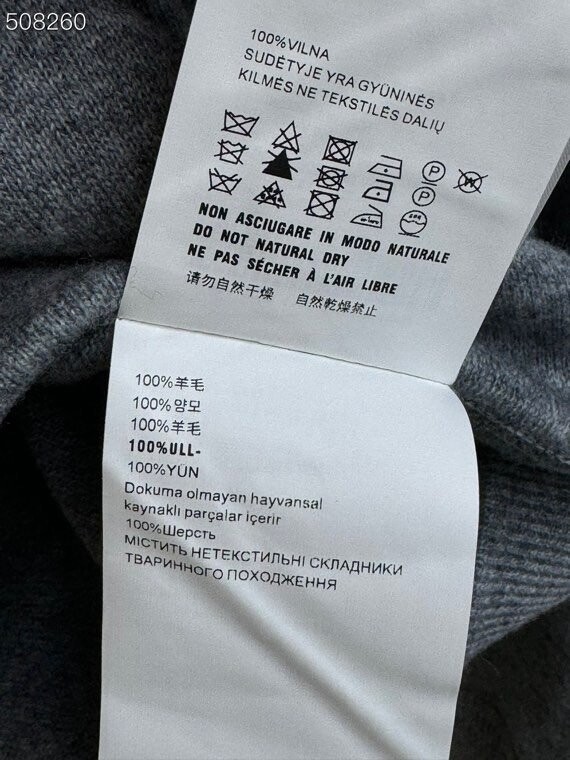 508260
100%VILNA
SUDĖTYJE YRA GYŪNINĖS
KILMĖS NE TEKSTILĖS DALIŲ
P
W
P
NON ASCIUGARE IN MODO NATURALE
DO NOT NATURAL DRY
NE PAS SÉCHER À L'AIR LIBRE
请勿自然干燥 自然乾燥禁止
100%羊毛
100%양모
100%羊毛
100%ULL-
100%YÜN
Dokuma olmayan hayvansal
kaynaklı parçalar içerir
100%Шерсть
МІСТИТЬ НЕТЕКСТИЛЬНІ СКЛАДНИКИ
ТВАРИННОГО ПОХОДЖЕННЯ